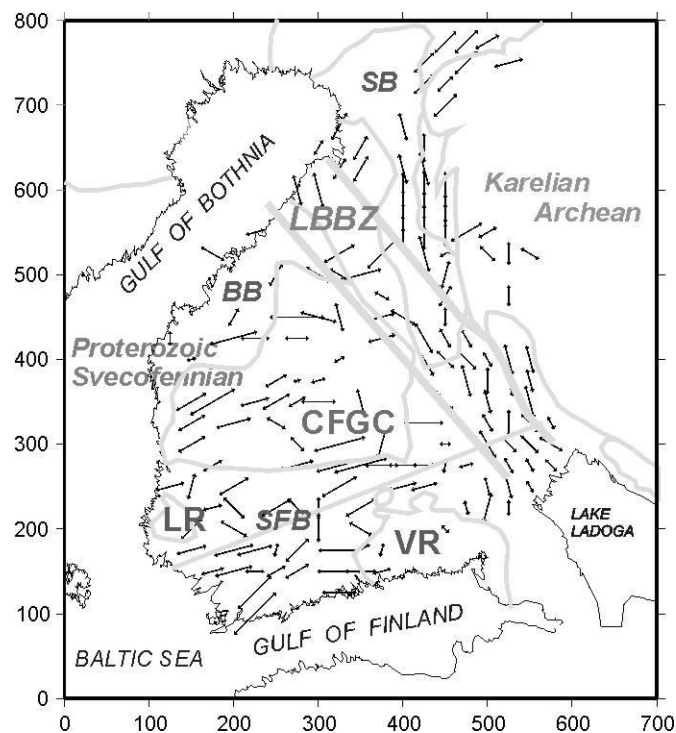 800
SB
700
GULF OF BOTHNIA
600
Karelian
Archean
LBBZ
500
BB
400
Proterozoic
Svecofennian
CFGC
300
LR
SFB
LAKE
LADOGA
200
VR
100
GULF OF FINLAND
BALTIC SEA
0
0 100 200 300 400 500 600 700